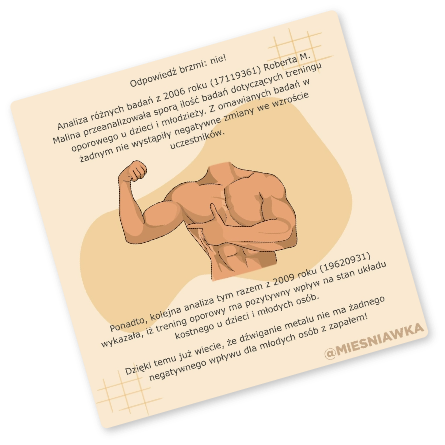 Odpowiedź brzmi: nie!
Analiza różnych badań z 2006 roku (17119361) Roberta M.
Malina przeanalizowała sporą ilość badań dotyczących treningu
oporowego u dzieci i młodzieży. Z omawianych badań w
żadnym nie wystąpiły negatywne zmiany we wzroście
uczestników.
Ponadto, kolejna analiza tym razem z 2009 roku (19620931)
wykazała, iż trening oporowy ma pozytywny wpływ na stan układu
kostnego u dzieci i młodych osób.
Dzięki temu już wiecie, że dźwiganie metalu nie ma żadnego
negatywnego wpływu dla młodych osób z zapałem!
@MIESNIAWKA